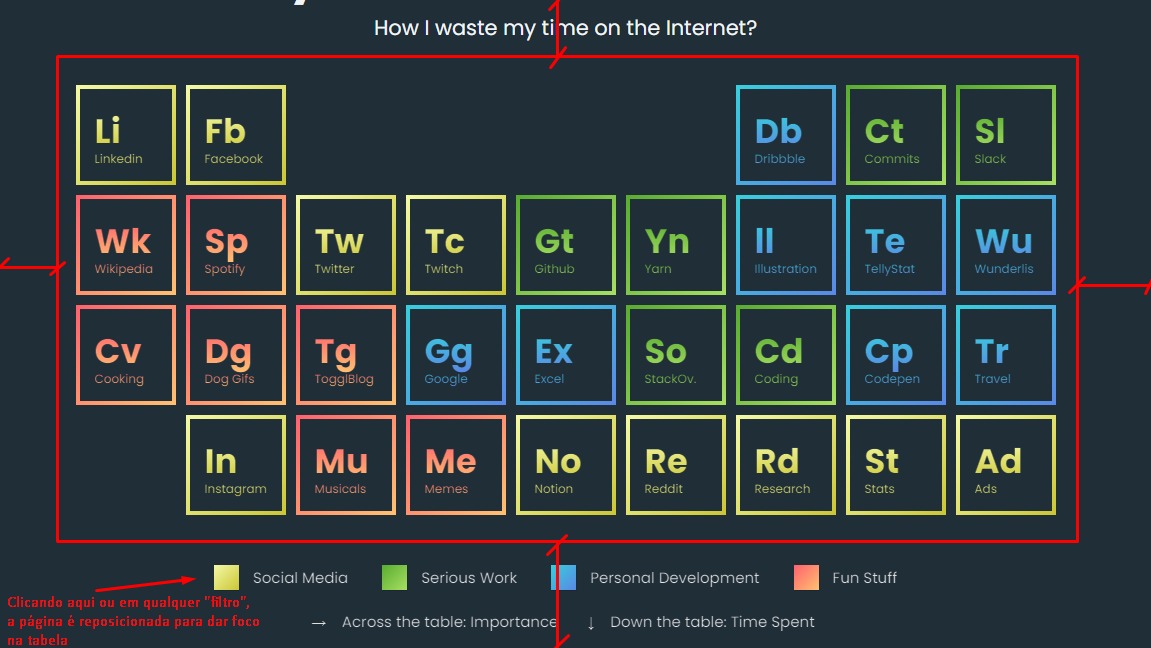 How I waste my time on the Internet?
Li Fb Db Ct Sl
Linkedin Facebook Dribbble Commits Slack
Wk Sp Tw Tc Gt Yn Il Te Wu
Wikipedia Spotify Twitter Twitch Github Yarn Illustration TellyStat Wunderlis
Cv Dg Tg Gg Ex So Cd Cp Tr
Cooking Dog Gifs TogglBlog Google Excel StackOv. Coding Codepen Travel
In Mu Me No Re Rd St Ad
Instagram Musicals Memes Notion Reddit Research Stats Ads
Social Media Serious Work Personal Development Fun Stuff
Clicando aqui ou em qualquer "filtro",
a página é reposicionada para dar foco
na tabela
→ Across the table: Importance ↓ Down the table: Time Spent